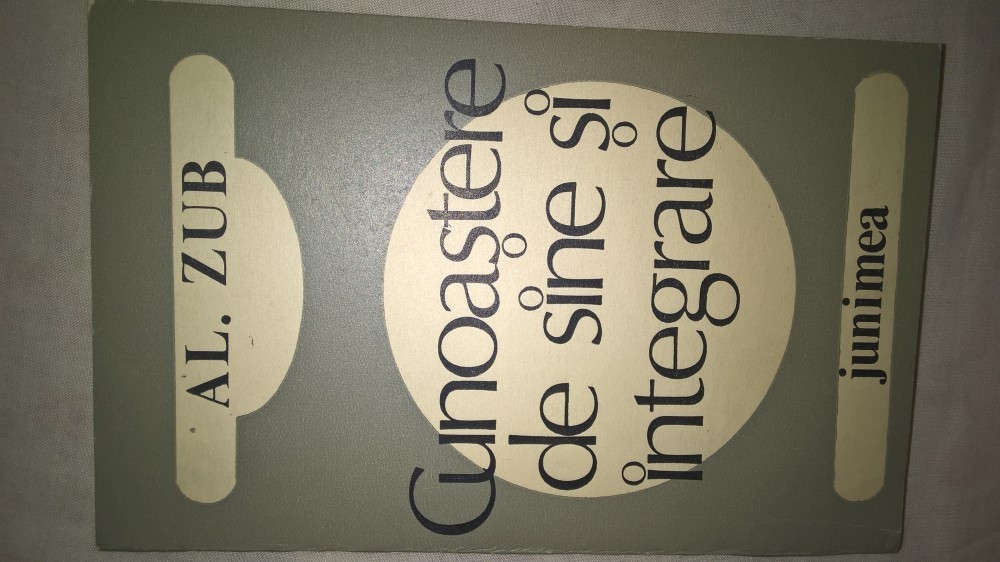 AL. ZUB
Cunoaștere
de sine și
integrare
junimea